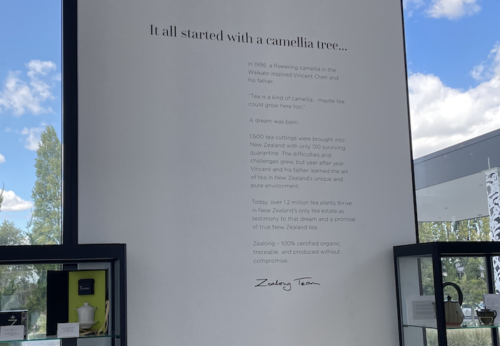 It all started with a camellia tree...
In 1996, a flowering camellia in the
Waikato inspired Vincent Chen and
his father.
"Tea is a kind of camellia... maybe tea
could grow here too."
A dream was born.
1,500 tea cuttings were brought into
New Zealand with only 130 surviving
quarantine. The difficulties and
challenges grew, but year after year
Vincent and his father learned the art
of tea in New Zealand's unique and
pure environment.
Today, over 1.2 million tea plants thrive
in New Zealand's only tea estate as
testimony to that dream and a promise
of true New Zealand tea.
Zealong - 100% certified organic,
traceable, and produced without
compromise.
Zealong Team